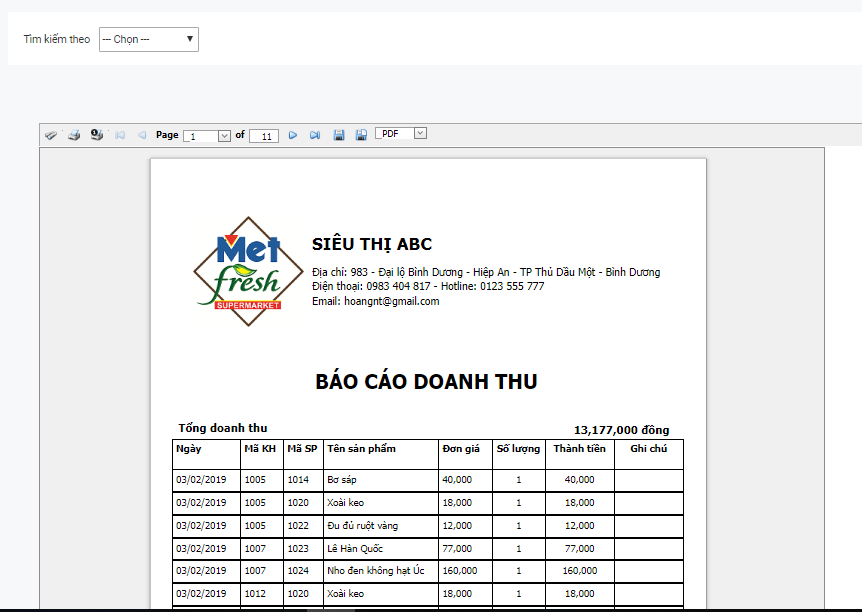 Tìm kiếm theo --- Chọn ---
Page 1 of 11 PDF
Met
fresh
SUPERMARKET
SIÊU THỊ ABC
Địa chỉ: 983 - Đại lộ Bình Dương - Hiệp An - TP Thủ Dầu Một - Bình Dương
Điện thoại: 0983 404 817 - Hotline: 0123 555 777
Email: hoangnt@gmail.com
BÁO CÁO DOANH THU
Tổng doanh thu 13,177,000 đồng
Ngày Mã KH Mã SP Tên sản phẩm Đơn giá Số lượng Thành tiền Ghi chú
03/02/2019 1005 1014 Bơ sáp 40,000 1 40,000
03/02/2019 1005 1020 Xoài keo 18,000 1 18,000
03/02/2019 1005 1022 Đu đủ ruột vàng 12,000 1 12,000
03/02/2019 1007 1023 Lê Hàn Quốc 77,000 1 77,000
03/02/2019 1007 1024 Nho đen không hạt Úc 160,000 1 160,000
03/02/2019 1012 1020 Xoài keo 18,000 1 18,000